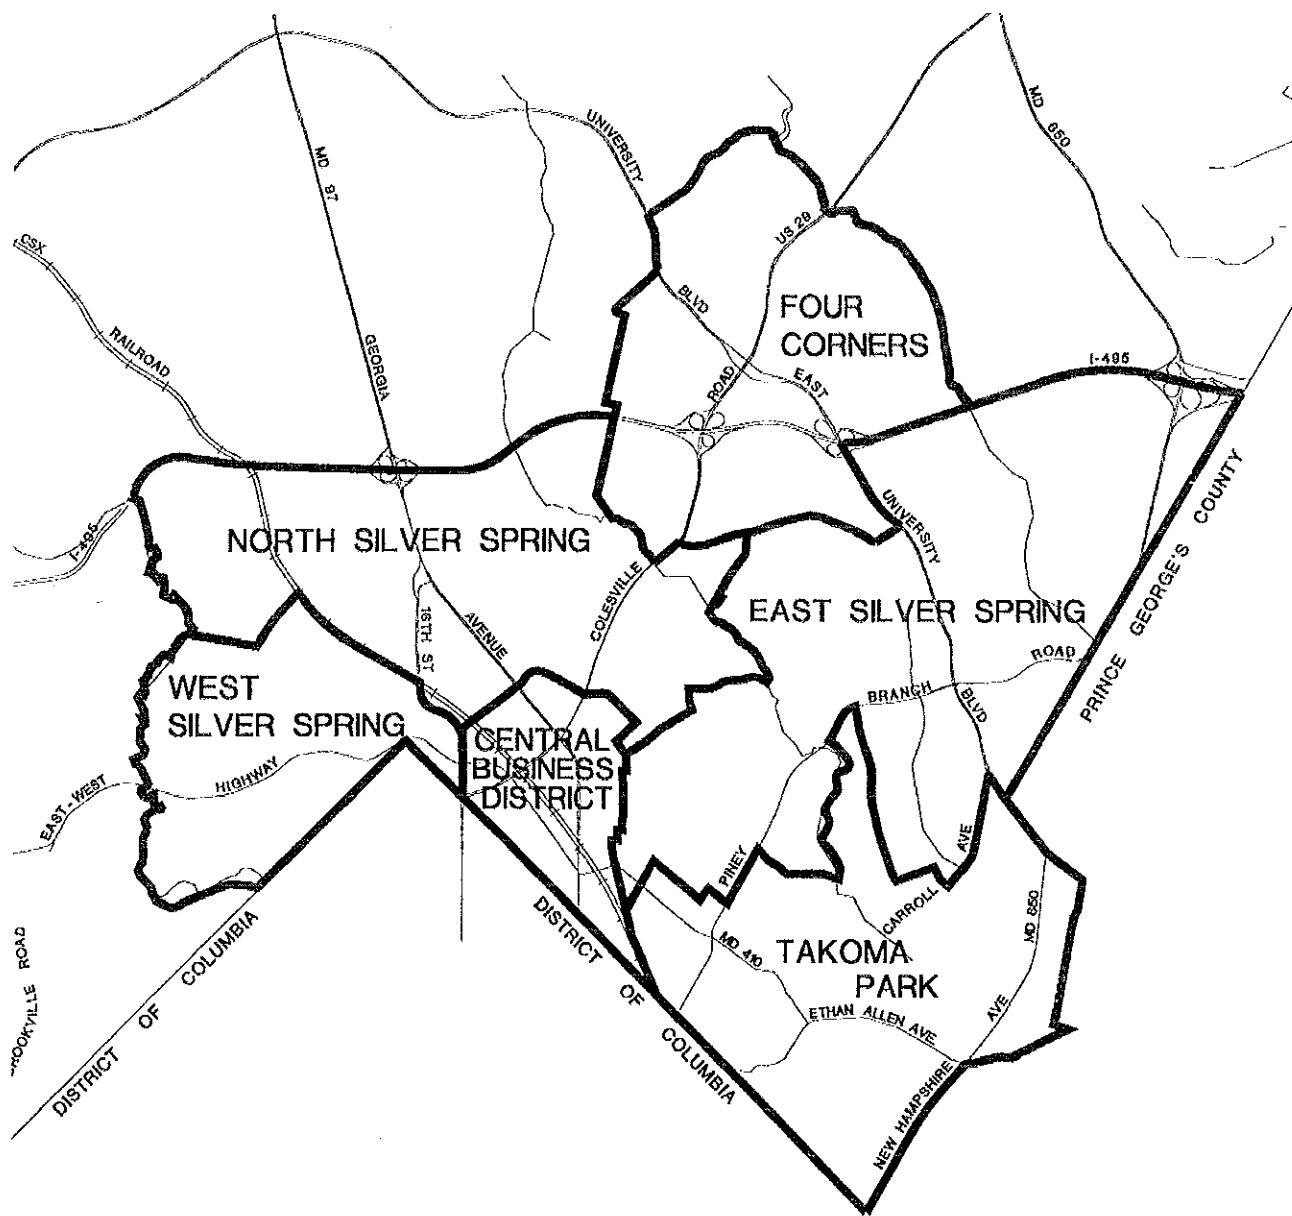 UNIVERSITY
MD 650
MD 97
US 29
CSX
BLVD
FOUR
CORNERS
RAILROAD
GEORGIA
ROAD
EAST
I-495
I-495
NORTH SILVER SPRING
UNIVERSITY
PRINCE GEORGE'S COUNTY
COLESVILLE
16TH ST
AVENUE
EAST SILVER SPRING
ROAD
BRANCH
BLVD
WEST
SILVER SPRING
CENTRAL
BUSINESS
DISTRICT
HIGHWAY
EAST-WEST
AVE
PINEY
CARROLL
DISTRICT OF COLUMBIA
DISTRICT OF COLUMBIA
MD 410
MD 650
TAKOMA
PARK
ETHAN ALLEN AVE
AVE
NEW HAMPSHIRE
ROOKVILLE ROAD